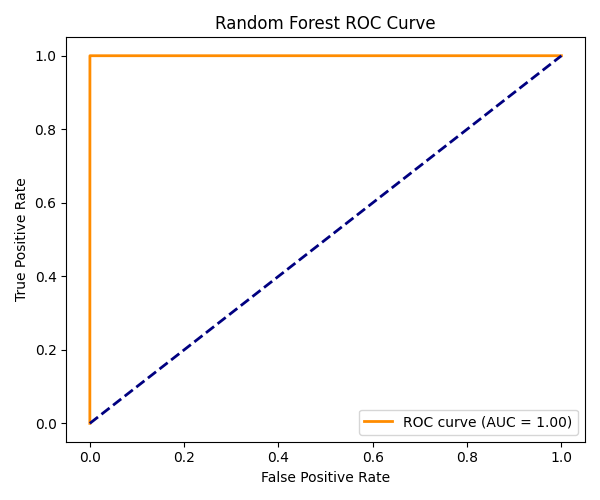 Random Forest ROC Curve
True Positive Rate
1.0
0.8
0.6
0.4
0.2
0.0
ROC curve (AUC = 1.00)
0.0 0.2 0.4 0.6 0.8 1.0
False Positive Rate